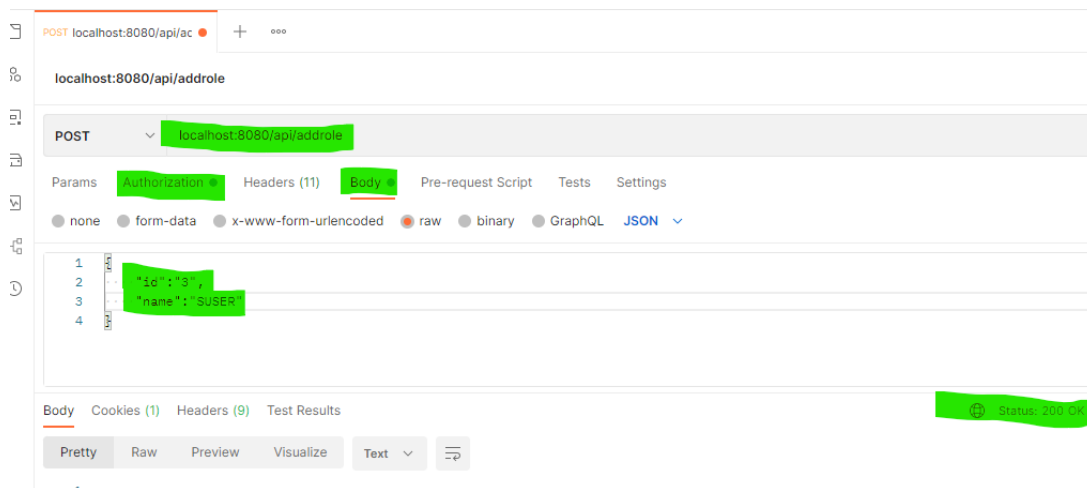 POST localhost:8080/api/ac
localhost:8080/api/addrole
POST localhost:8080/api/addrole
Params Authorization Headers (11) Body Pre-request Script Tests Settings
none form-data x-www-form-urlencoded raw binary GraphQL JSON
1 {
2 "id":"3",
3 "name":"SUSER"
4 }
Body Cookies (1) Headers (9) Test Results
Status: 200 OK
Pretty Raw Preview Visualize Text